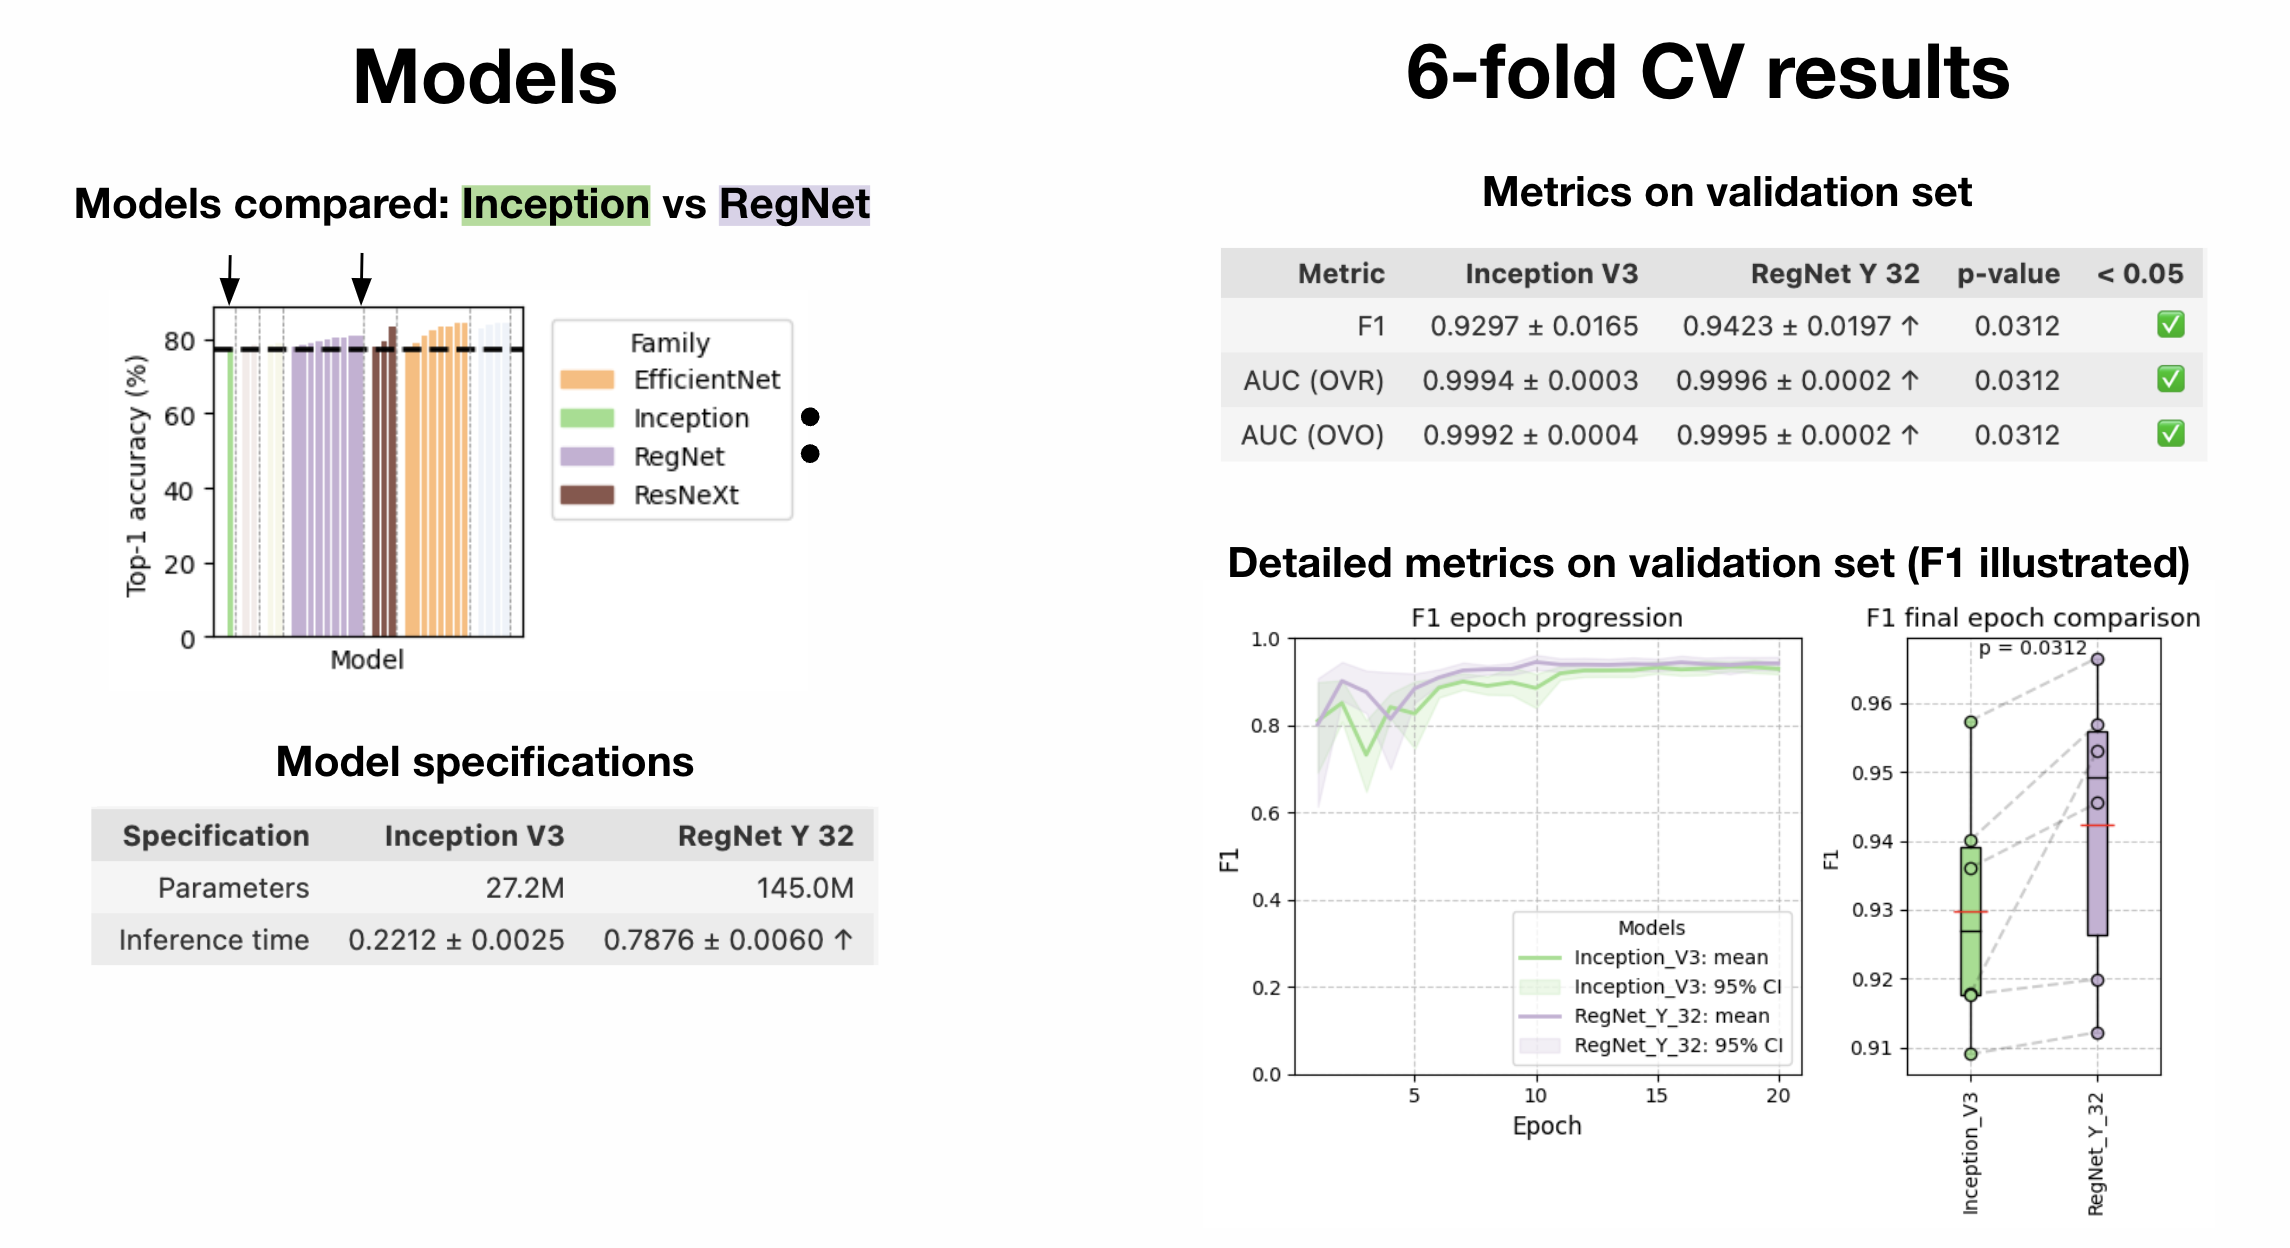 Models
Models compared: Inception vs RegNet
80
60
40
20
0
Top-1 accuracy (%)
Model
Family
EfficientNet
Inception
RegNet
ResNeXt
Model specifications
Specification Inception V3 RegNet Y 32
Parameters 27.2M 145.0M
Inference time 0.2212 ± 0.0025 0.7876 ± 0.0060 ↑
6-fold CV results
Metrics on validation set
Metric Inception V3 RegNet Y 32 p-value < 0.05
F1 0.9297 ± 0.0165 0.9423 ± 0.0197 ↑ 0.0312 ✅
AUC (OVR) 0.9994 ± 0.0003 0.9996 ± 0.0002 ↑ 0.0312 ✅
AUC (OVO) 0.9992 ± 0.0004 0.9995 ± 0.0002 ↑ 0.0312 ✅
Detailed metrics on validation set (F1 illustrated)
F1 epoch progression
1.0
0.8
0.6
0.4
0.2
0.0
F1
5 10 15 20
Epoch
Models
Inception_V3: mean
Inception_V3: 95% CI
RegNet_Y_32: mean
RegNet_Y_32: 95% CI
F1 final epoch comparison
p = 0.0312
0.96
0.95
0.94
0.93
0.92
0.91
F1
Inception_V3
RegNet_Y_32